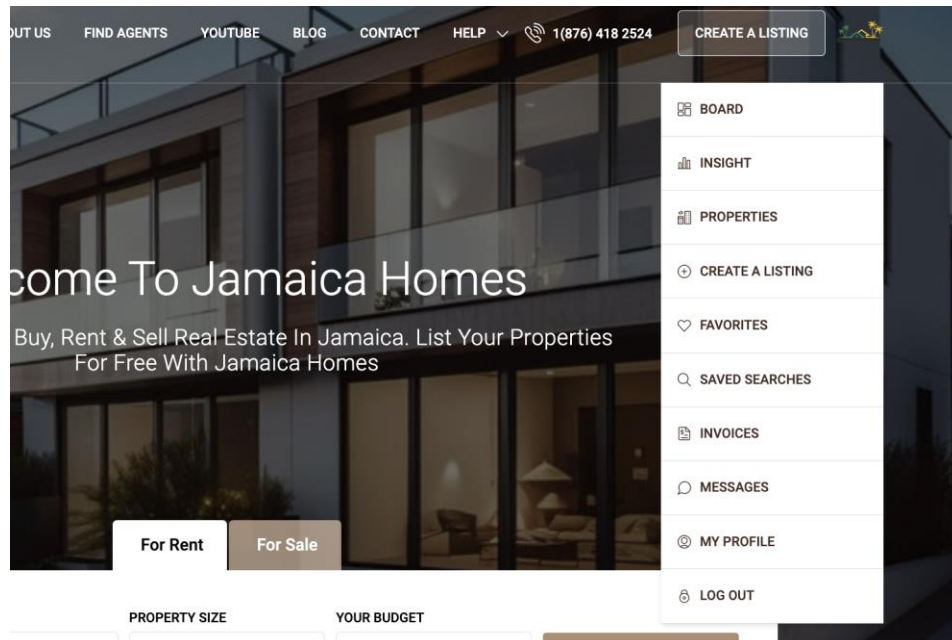 OUT US FIND AGENTS YOUTUBE BLOG CONTACT HELP 1(876) 418 2524 CREATE A LISTING
BOARD
INSIGHT
PROPERTIES
CREATE A LISTING
FAVORITES
SAVED SEARCHES
INVOICES
MESSAGES
MY PROFILE
LOG OUT
come To Jamaica Homes
Buy, Rent & Sell Real Estate In Jamaica. List Your Properties
For Free With Jamaica Homes
For Rent For Sale
PROPERTY SIZE YOUR BUDGET